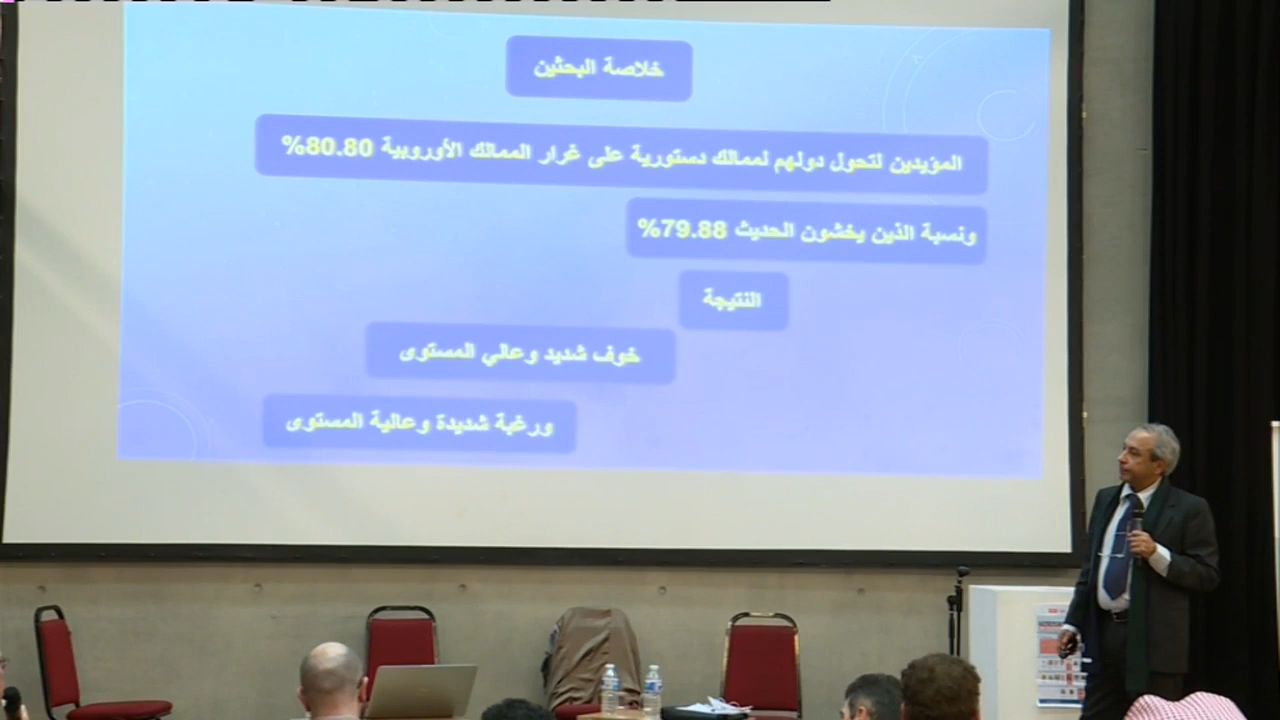 خلاصة البحثين
المؤيدين لتحول دولهم لممالك دستورية على غرار الممالك الأوروبية 80.80%
ونسبة الذين يخشون الحديث 79.88%
النتيجة
خوف شديد وعالي المستوى
ورغبة شديدة وعالية المستوى